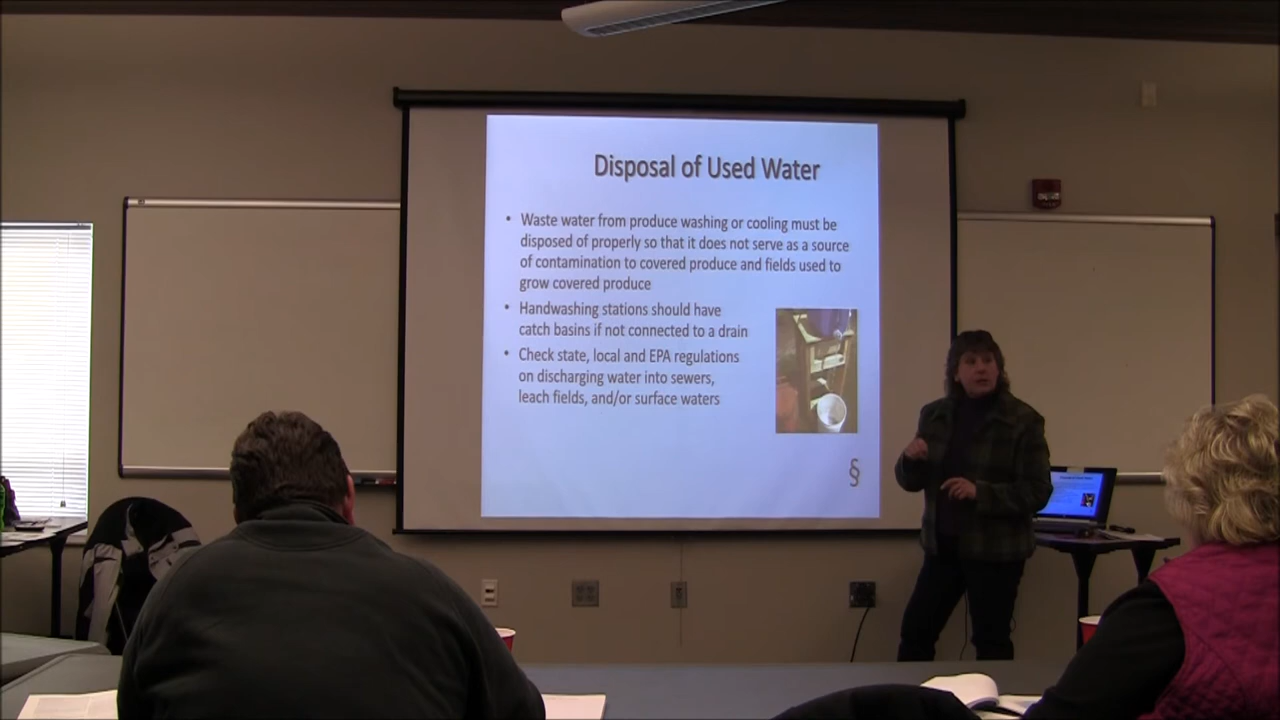 Disposal of Used Water
• Waste water from produce washing or cooling must be
disposed of properly so that it does not serve as a source
of contamination to covered produce and fields used to
grow covered produce
• Handwashing stations should have
catch basins if not connected to a drain
• Check state, local and EPA regulations
on discharging water into sewers,
leach fields, and/or surface waters
§